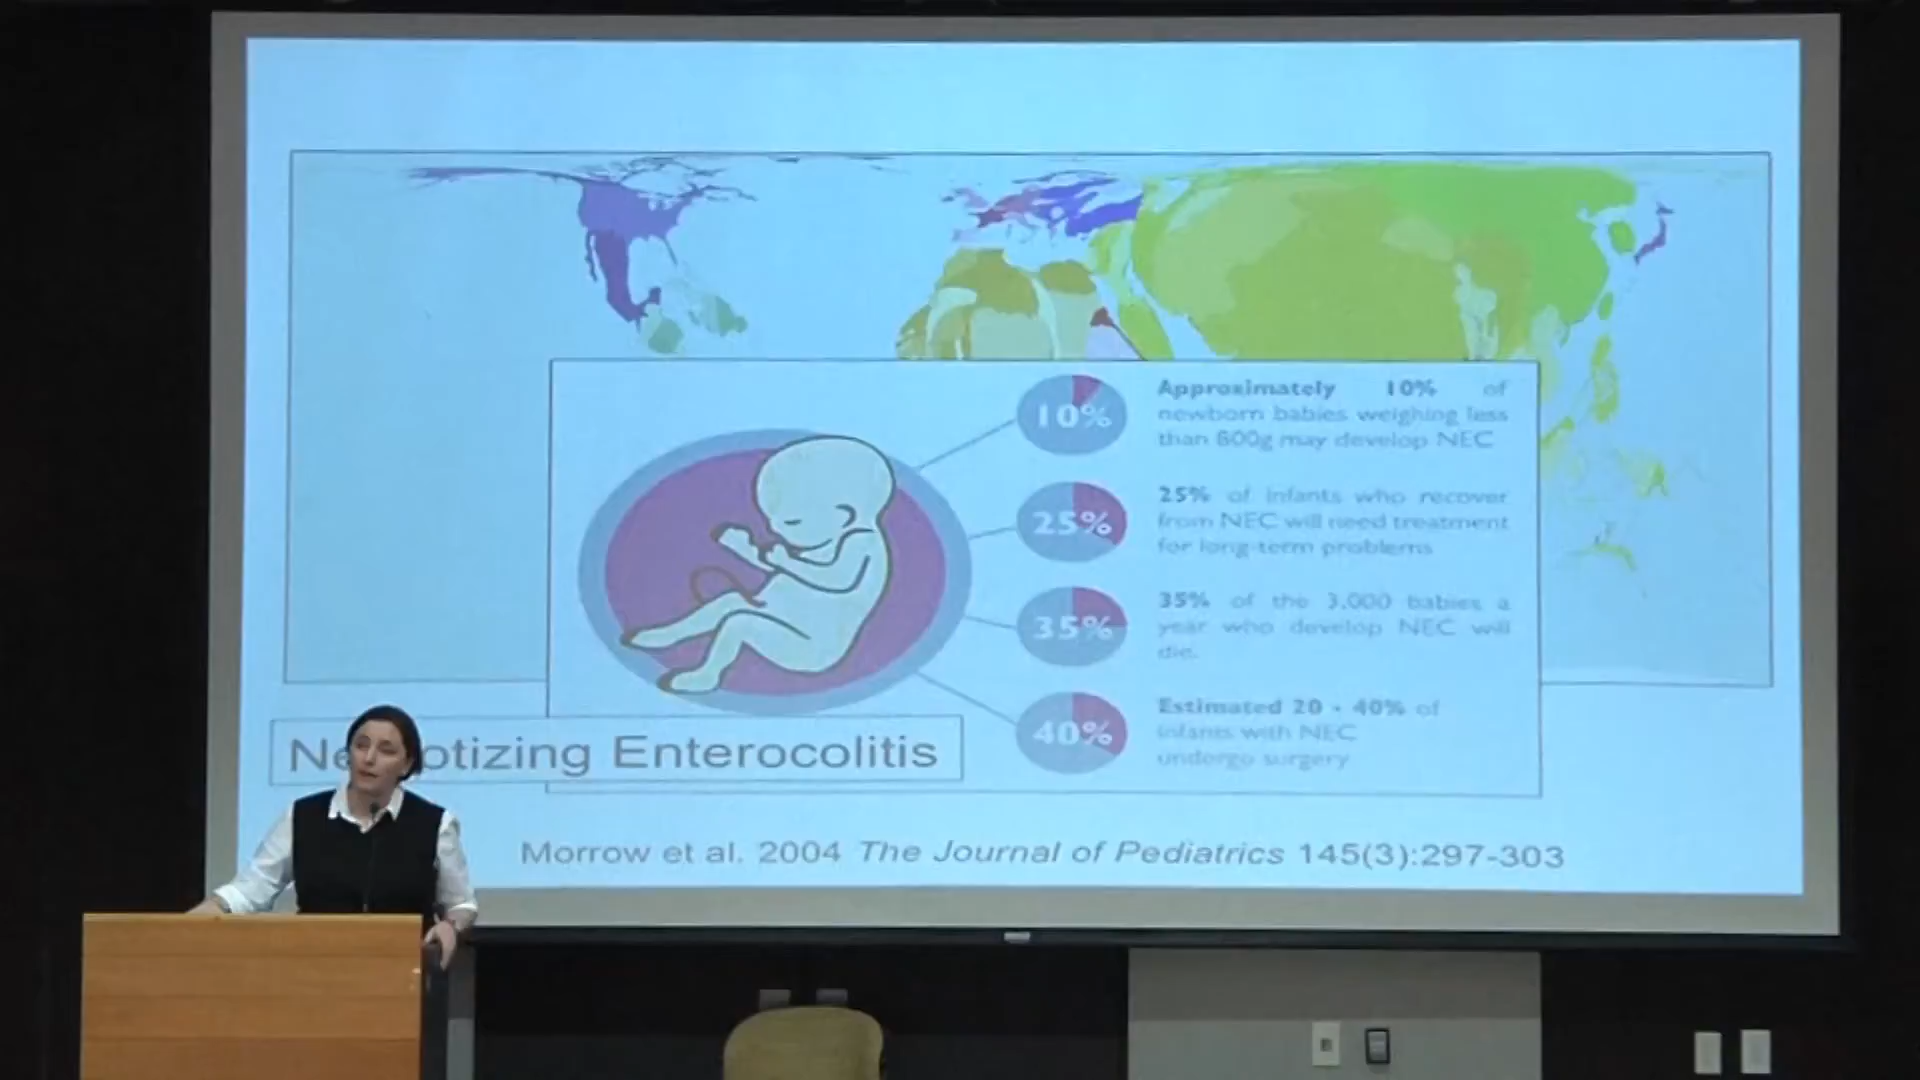 10%
Approximately 10% of
newborn babies weighing less
than 800g may develop NEC
25%
25% of infants who recover
from NEC will need treatment
for long-term problems
35%
35% of the 3,000 babies a
year who develop NEC will
die.
40%
Estimated 20 - 40% of
infants with NEC
undergo surgery
Ne otizing Enterocolitis
Morrow et al. 2004 The Journal of Pediatrics 145(3):297-303